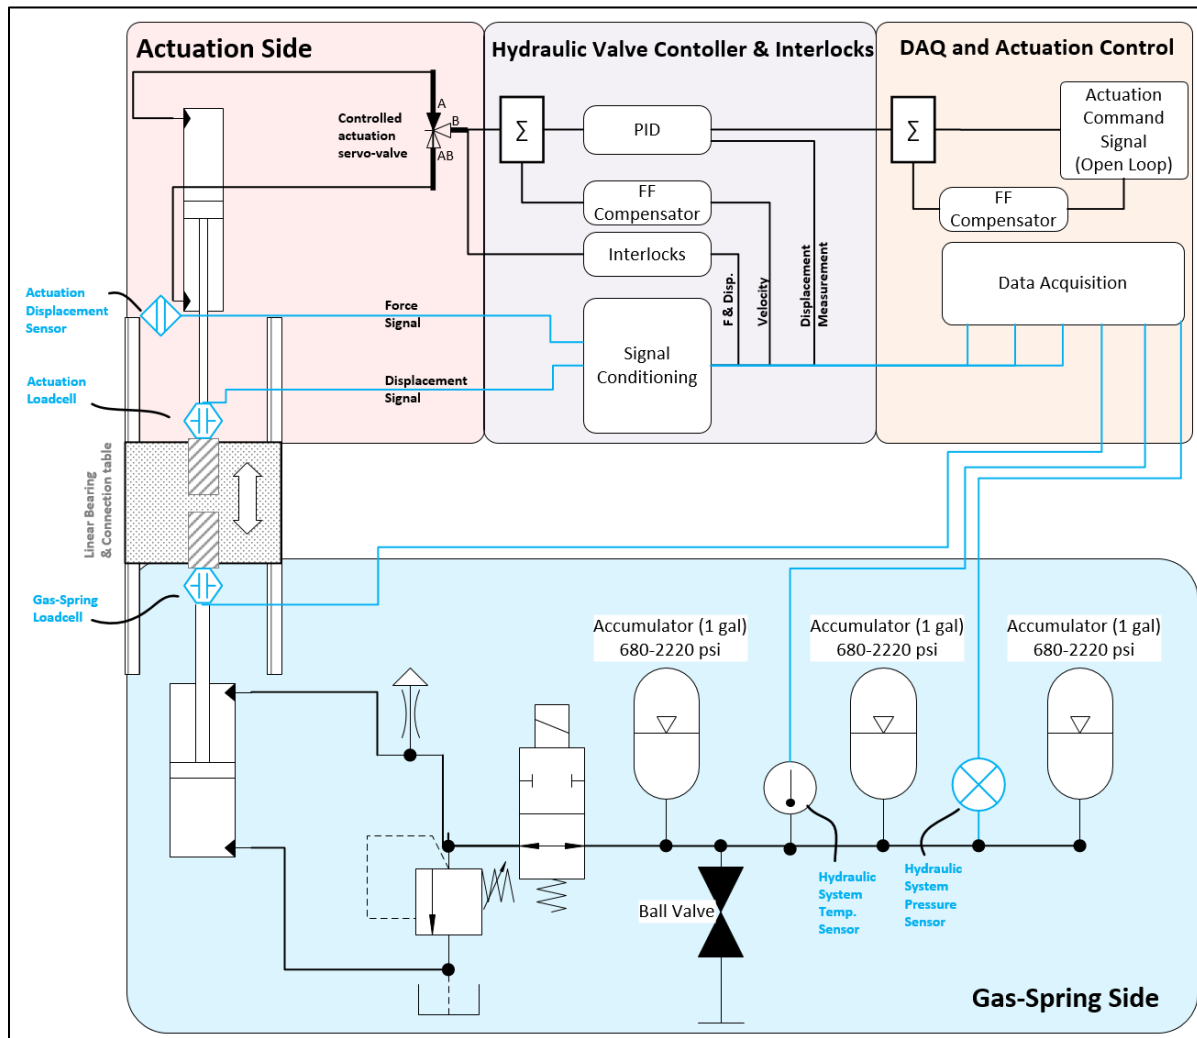 Actuation Side
Hydraulic Valve Contoller & Interlocks
DAQ and Actuation Control
Controlled
actuation
servo-valve
A
B
AB
Σ
PID
Σ
Actuation
Command
Signal
(Open Loop)
FF
Compensator
FF
Compensator
Interlocks
Data Acquisition
F & Disp.
Velocity
Displacement
Measurement
Actuation
Displacement
Sensor
Force
Signal
Signal
Conditioning
Actuation
Loadcell
Displacement
Signal
Linear Bearing
& Connection table
Gas-Spring
Loadcell
Accumulator (1 gal)
680-2220 psi
Accumulator (1 gal)
680-2220 psi
Accumulator (1 gal)
680-2220 psi
Ball Valve
Hydraulic
System
Temp.
Sensor
Hydraulic
System
Pressure
Sensor
Gas-Spring Side